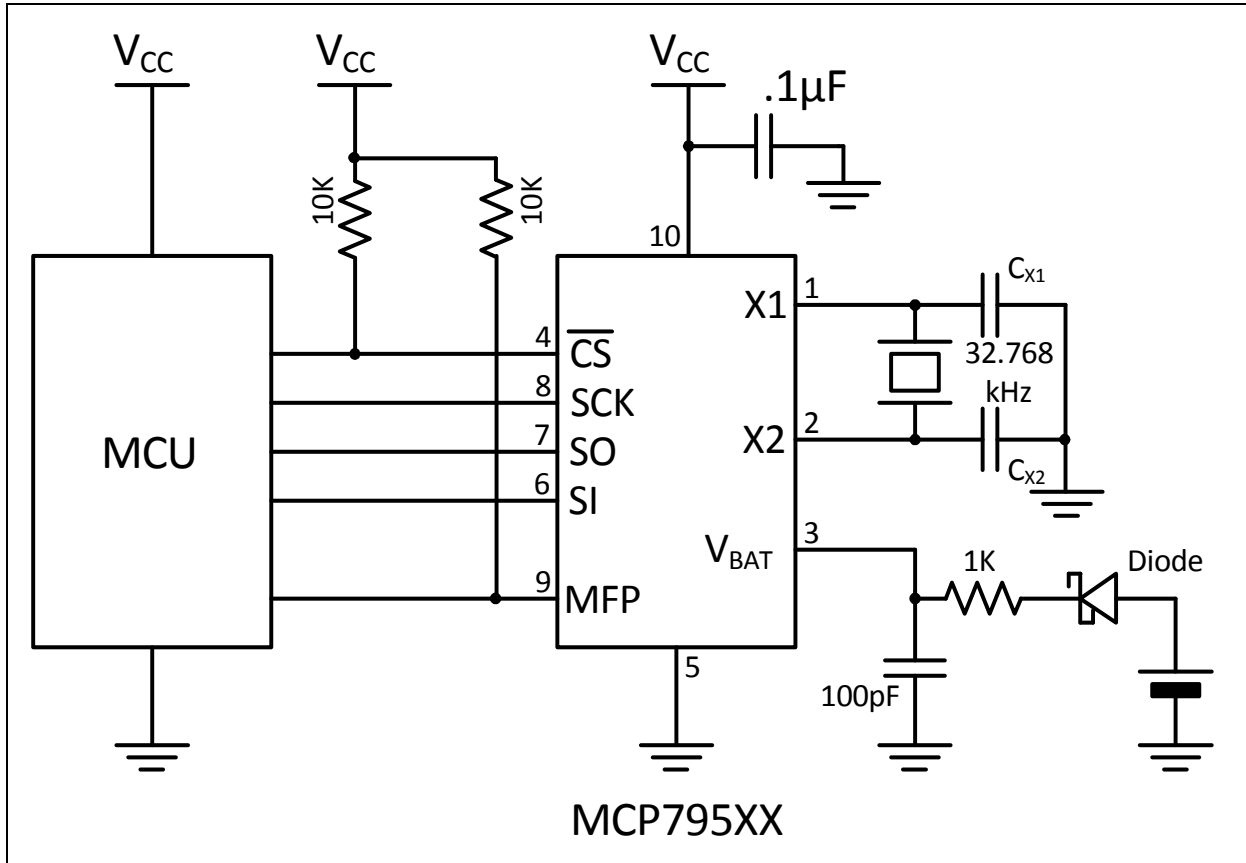 VCC
VCC
VCC
.1µF
10K
10K
10
MCU
4
CS
8
SCK
7
SO
6
SI
9
MFP
X1
1
CX1
32.768
kHz
X2
2
CX2
VBAT
3
1K
Diode
100pF
5
MCP795XX